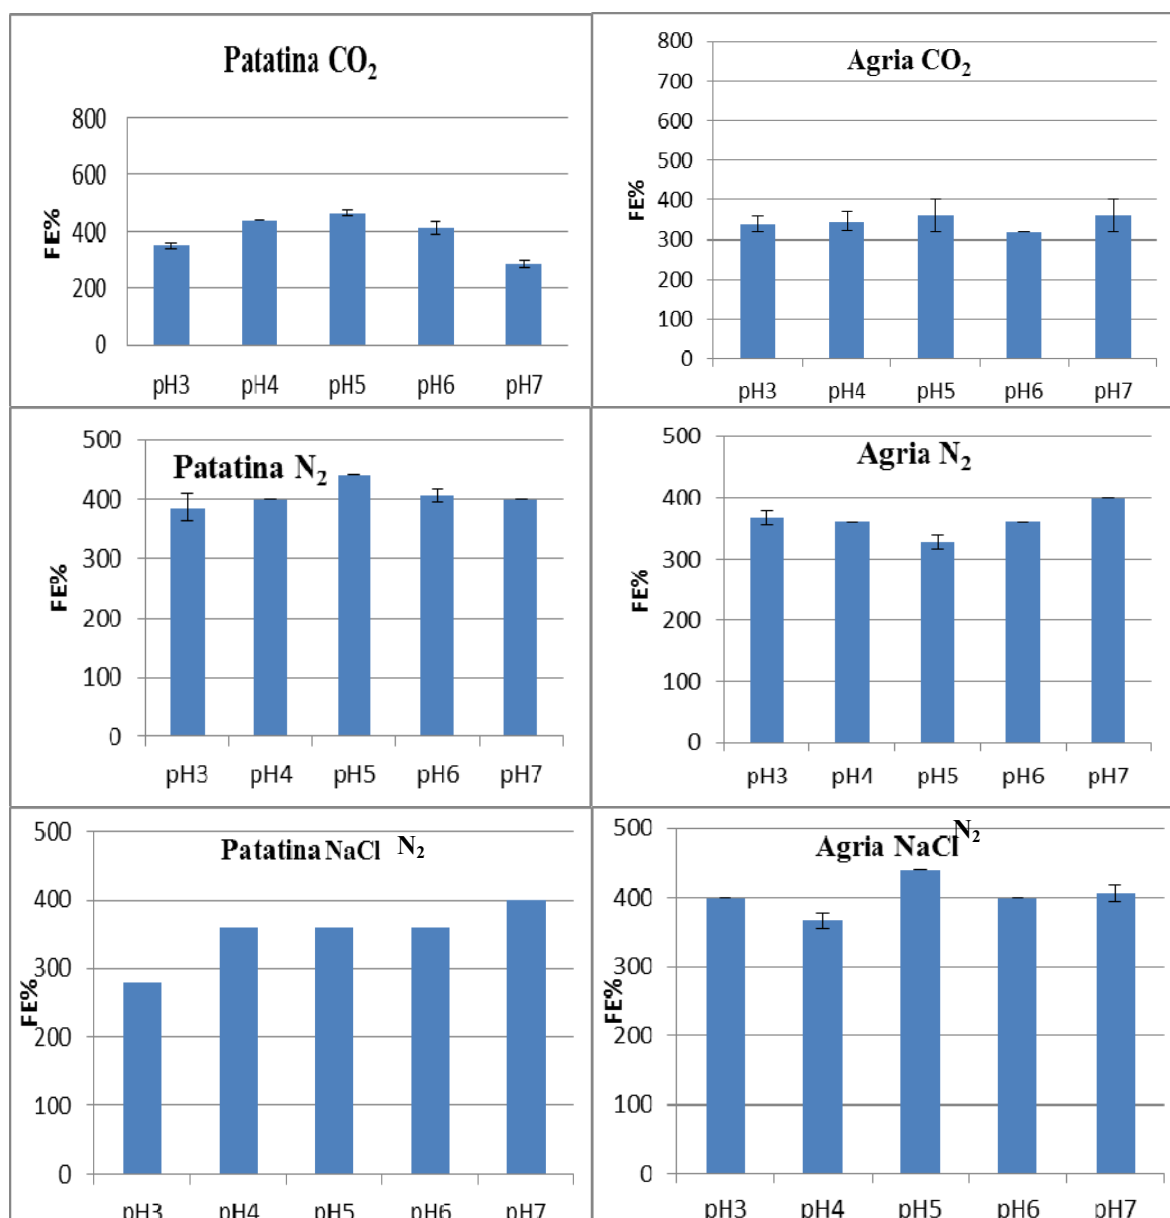 Patatina CO₂
800
600
400
200
0
FE%
pH3 pH4 pH5 pH6 pH7
Agria CO₂
800
700
600
500
400
300
200
100
0
FE%
pH3 pH4 pH5 pH6 pH7
Patatina N₂
500
400
300
200
100
0
FE%
pH3 pH4 pH5 pH6 pH7
Agria N₂
500
400
300
200
100
0
FE%
pH3 pH4 pH5 pH6 pH7
Patatina NaCl N₂
500
400
300
200
100
0
FE%
pH3 pH4 pH5 pH6 pH7
Agria NaCl N₂
500
400
300
200
100
0
FE%
pH3 pH4 pH5 pH6 pH7